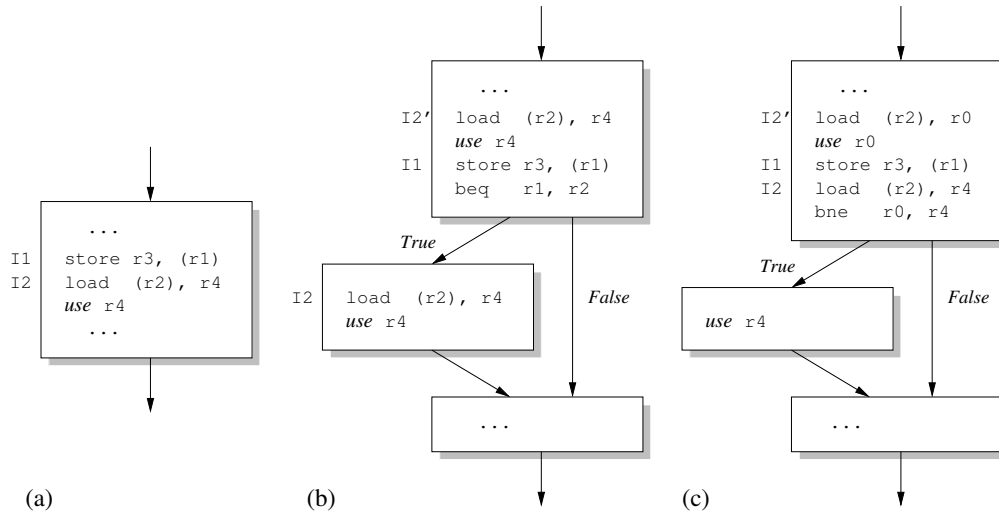 ...
I1 store r3, (r1)
I2 load (r2), r4
use r4
...
(a)
...
I2' load (r2), r4
use r4
I1 store r3, (r1)
beq r1, r2
True
False
I2 load (r2), r4
use r4
...
(b)
...
I2' load (r2), r0
use r0
I1 store r3, (r1)
I2 load (r2), r4
bne r0, r4
True
False
use r4
...
(c)